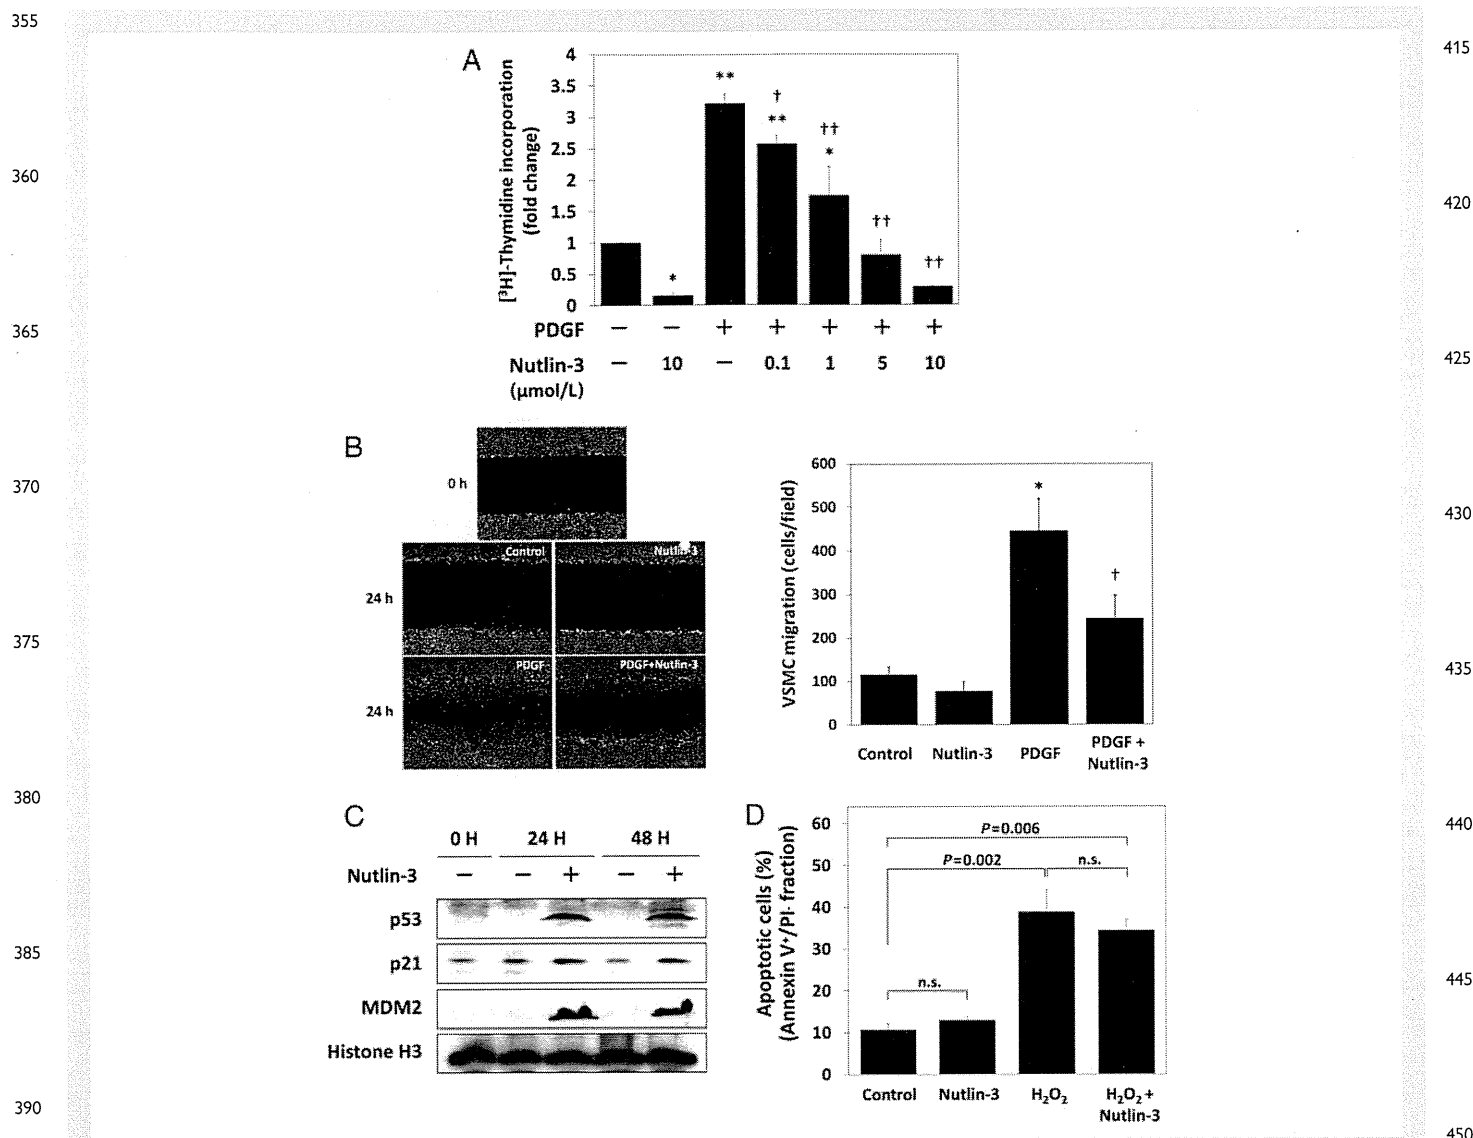 355
360
365
370
375
380
385
390
415
420
425
430
435
440
445
450
A
[³H]-Thymidine incorporation
(fold change)
4
3.5
3
2.5
2
1.5
1
0.5
0
*
**
†
**
††
*
††
††
PDGF − − + + + + +
Nutlin-3 − 10 − 0.1 1 5 10
(µmol/L)
B
0 h
Control
Nutlin-3
24 h
PDGF
PDGF+Nutlin-3
24 h
VSMC migration (cells/field)
600
500
400
300
200
100
0
*
†
Control Nutlin-3 PDGF PDGF +
Nutlin-3
C
0 H 24 H 48 H
Nutlin-3 − − + − +
p53
p21
MDM2
Histone H3
D
Apoptotic cells (%)
(Annexin V⁺/PI⁻ fraction)
60
50
40
30
20
10
0
P=0.006
P=0.002
n.s.
n.s.
Control Nutlin-3 H₂O₂ H₂O₂ +
Nutlin-3